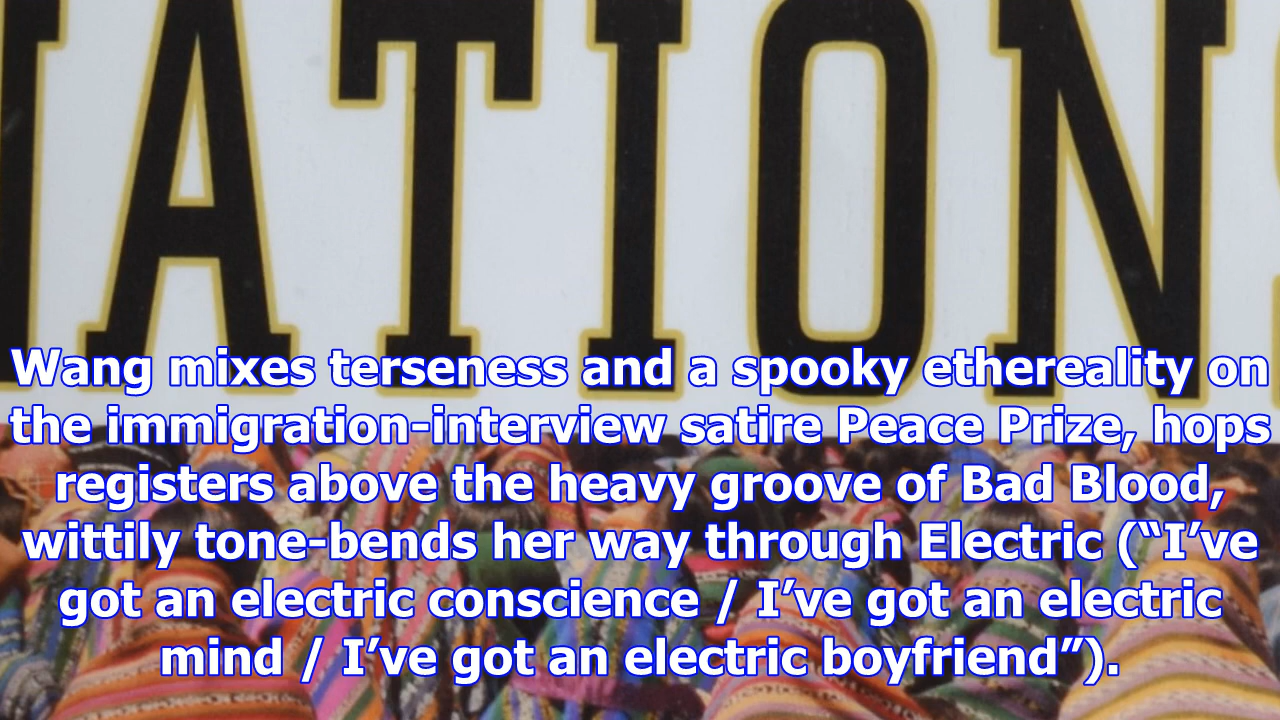 NATIONS
Wang mixes terseness and a spooky ethereality on
the immigration-interview satire Peace Prize, hops
registers above the heavy groove of Bad Blood,
wittily tone-bends her way through Electric (“I’ve
got an electric conscience / I’ve got an electric
mind / I’ve got an electric boyfriend”).